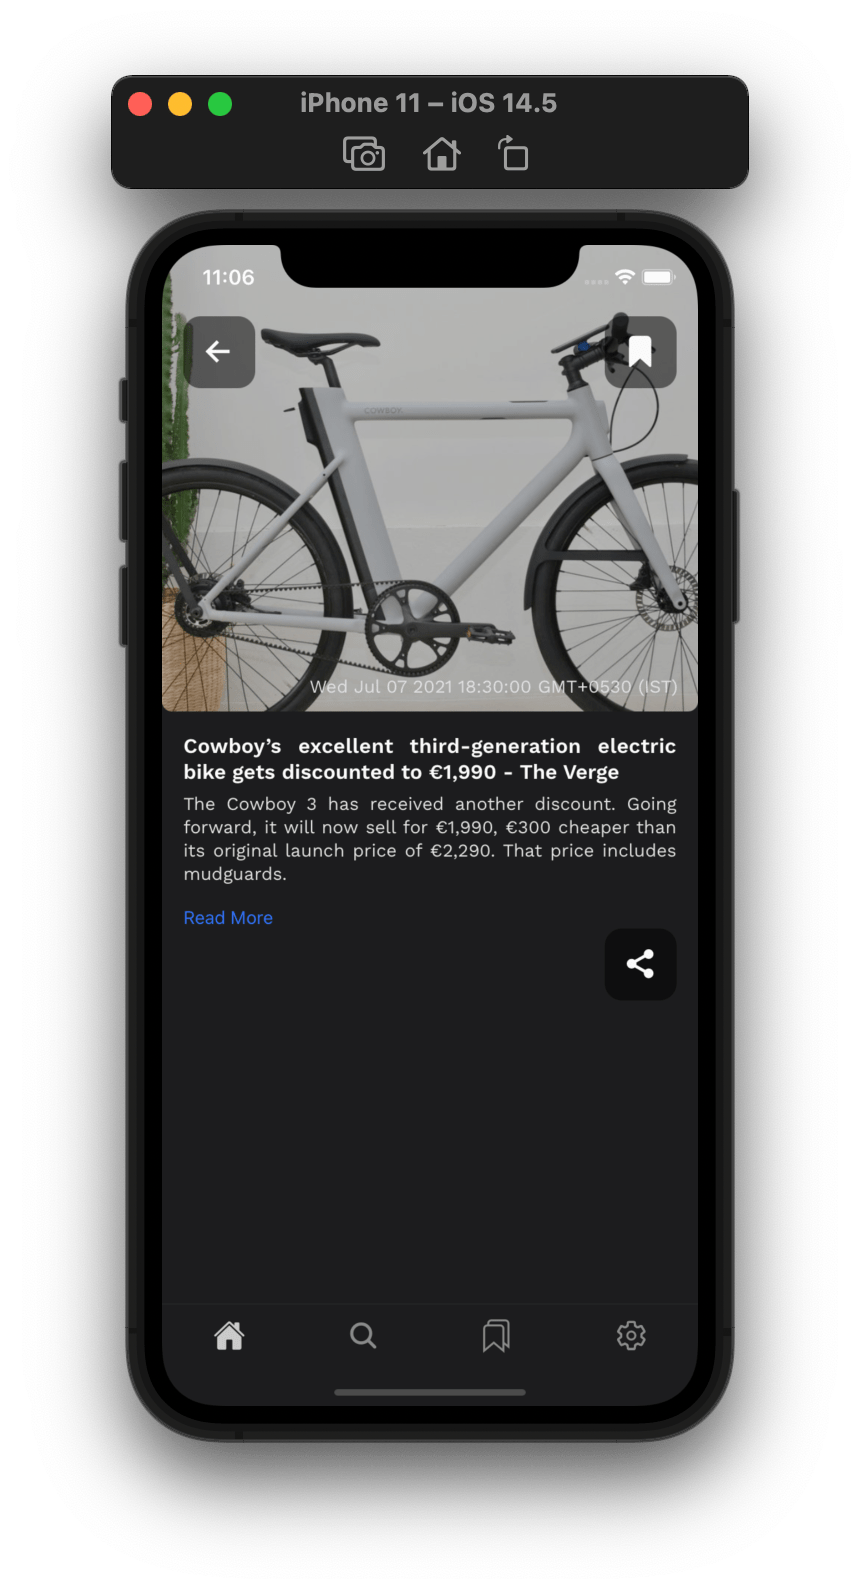 iPhone 11 – iOS 14.5
11:06
COWBOY
Wed Jul 07 2021 18:30:00 GMT+0530 (IST)
Cowboy’s excellent third-generation electric
bike gets discounted to €1,990 - The Verge
The Cowboy 3 has received another discount. Going
forward, it will now sell for €1,990, €300 cheaper than
its original launch price of €2,290. That price includes
mudguards.
Read More